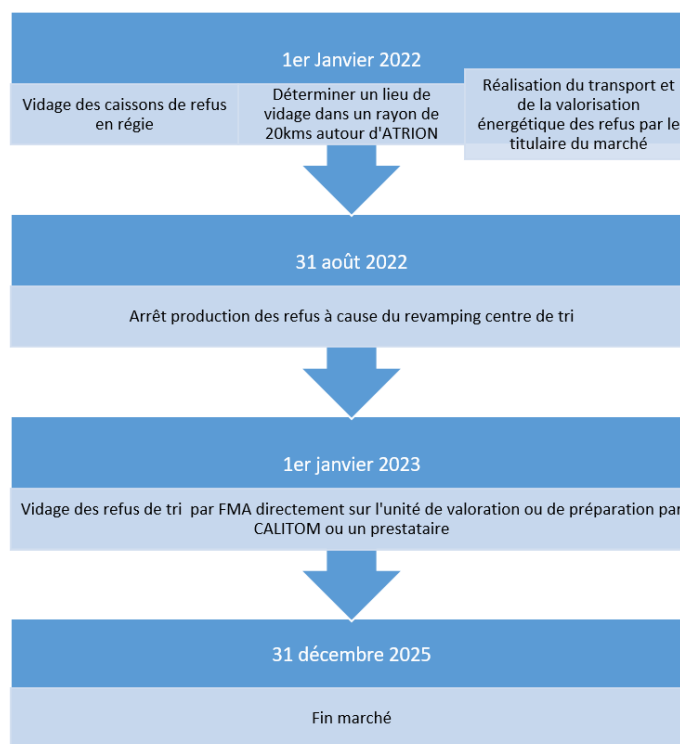 1er Janvier 2022
Vidage des caissons de refus
en régie
Déterminer un lieu de
vidage dans un rayon de
20kms autour d'ATRION
Réalisation du transport et
de la valorisation
énergétique des refus par le
titulaire du marché
31 août 2022
Arrêt production des refus à cause du revamping centre de tri
1er janvier 2023
Vidage des refus de tri par FMA directement sur l'unité de valoration ou de préparation par
CALITOM ou un prestataire
31 décembre 2025
Fin marché